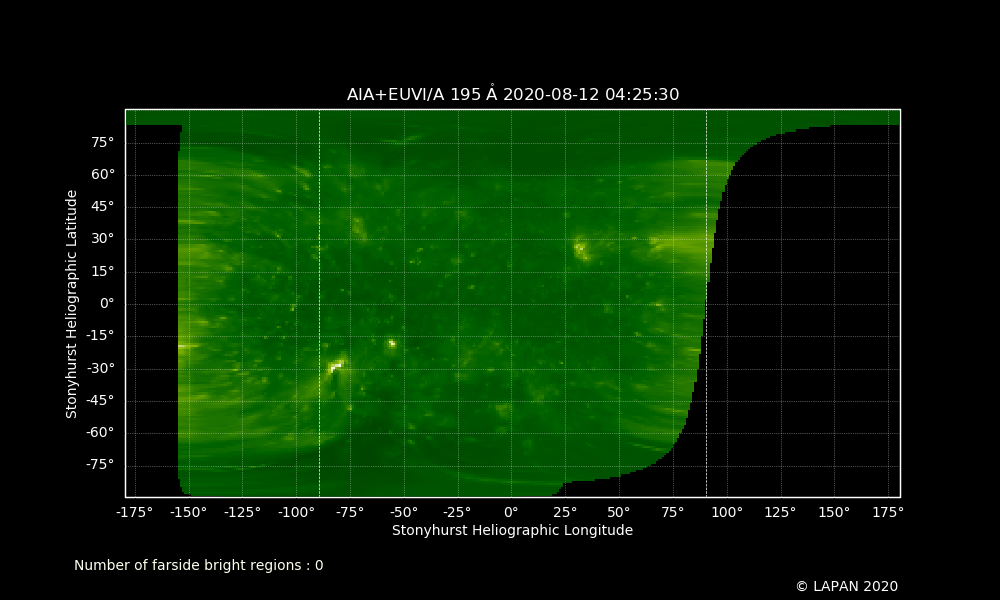 AIA+EUVI/A 195 Å 2020-08-12 04:25:30
Stonyhurst Heliographic Latitude
75°
60°
45°
30°
15°
0°
-15°
-30°
-45°
-60°
-75°
-175° -150° -125° -100° -75° -50° -25° 0° 25° 50° 75° 100° 125° 150° 175°
Stonyhurst Heliographic Longitude
Number of farside bright regions : 0
© LAPAN 2020